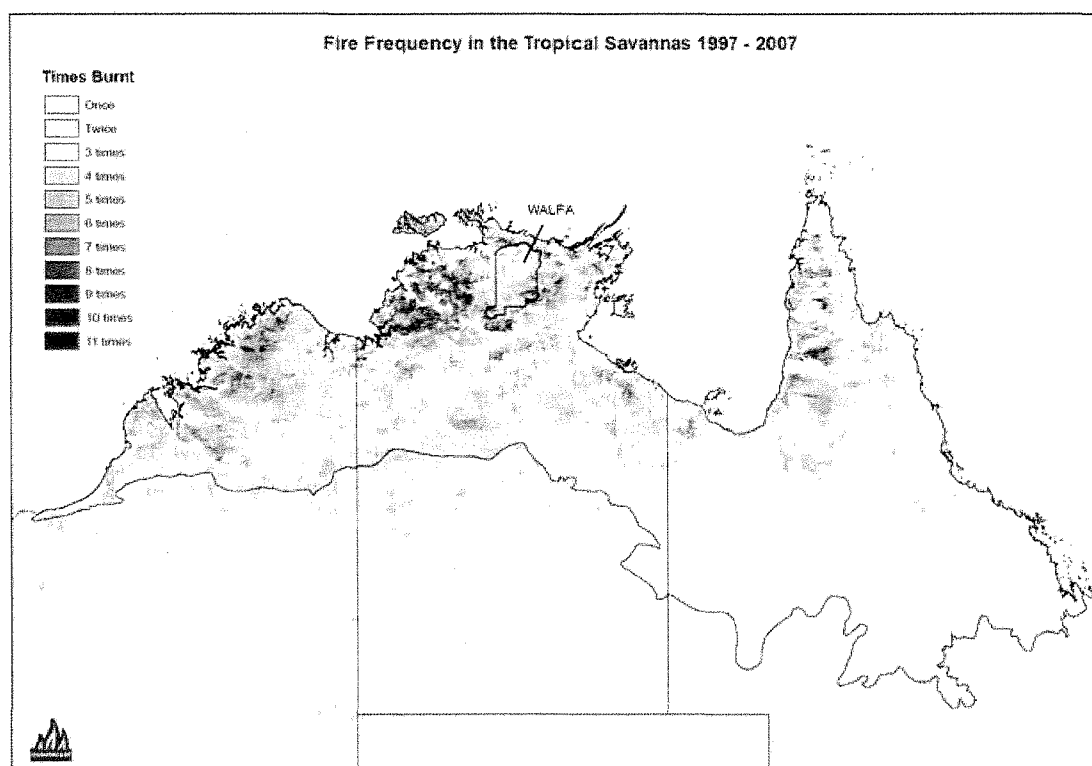 Fire Frequency in the Tropical Savannas 1997 - 2007
Times Burnt
Once
Twice
3 times
4 times
5 times
6 times
7 times
8 times
9 times
10 times
11 times
WALFA